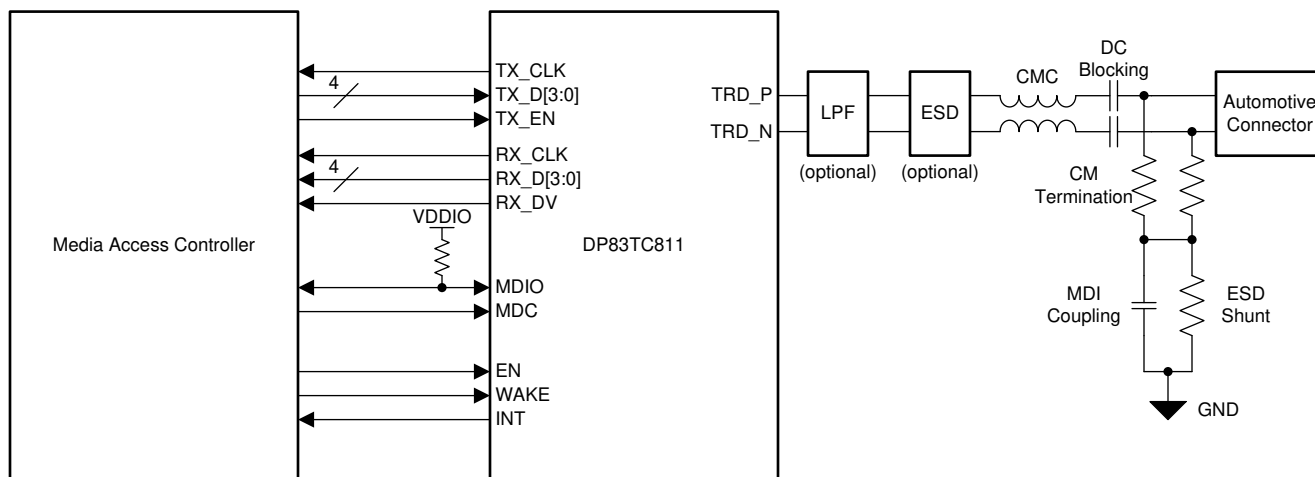 Media Access Controller
TX_CLK
4
TX_D[3:0]
TX_EN
RX_CLK
4
RX_D[3:0]
RX_DV
VDDIO
MDIO
MDC
EN
WAKE
INT
DP83TC811
TRD_P
TRD_N
LPF
(optional)
ESD
(optional)
CMC
DC
Blocking
Automotive
Connector
CM
Termination
MDI
Coupling
ESD
Shunt
GND